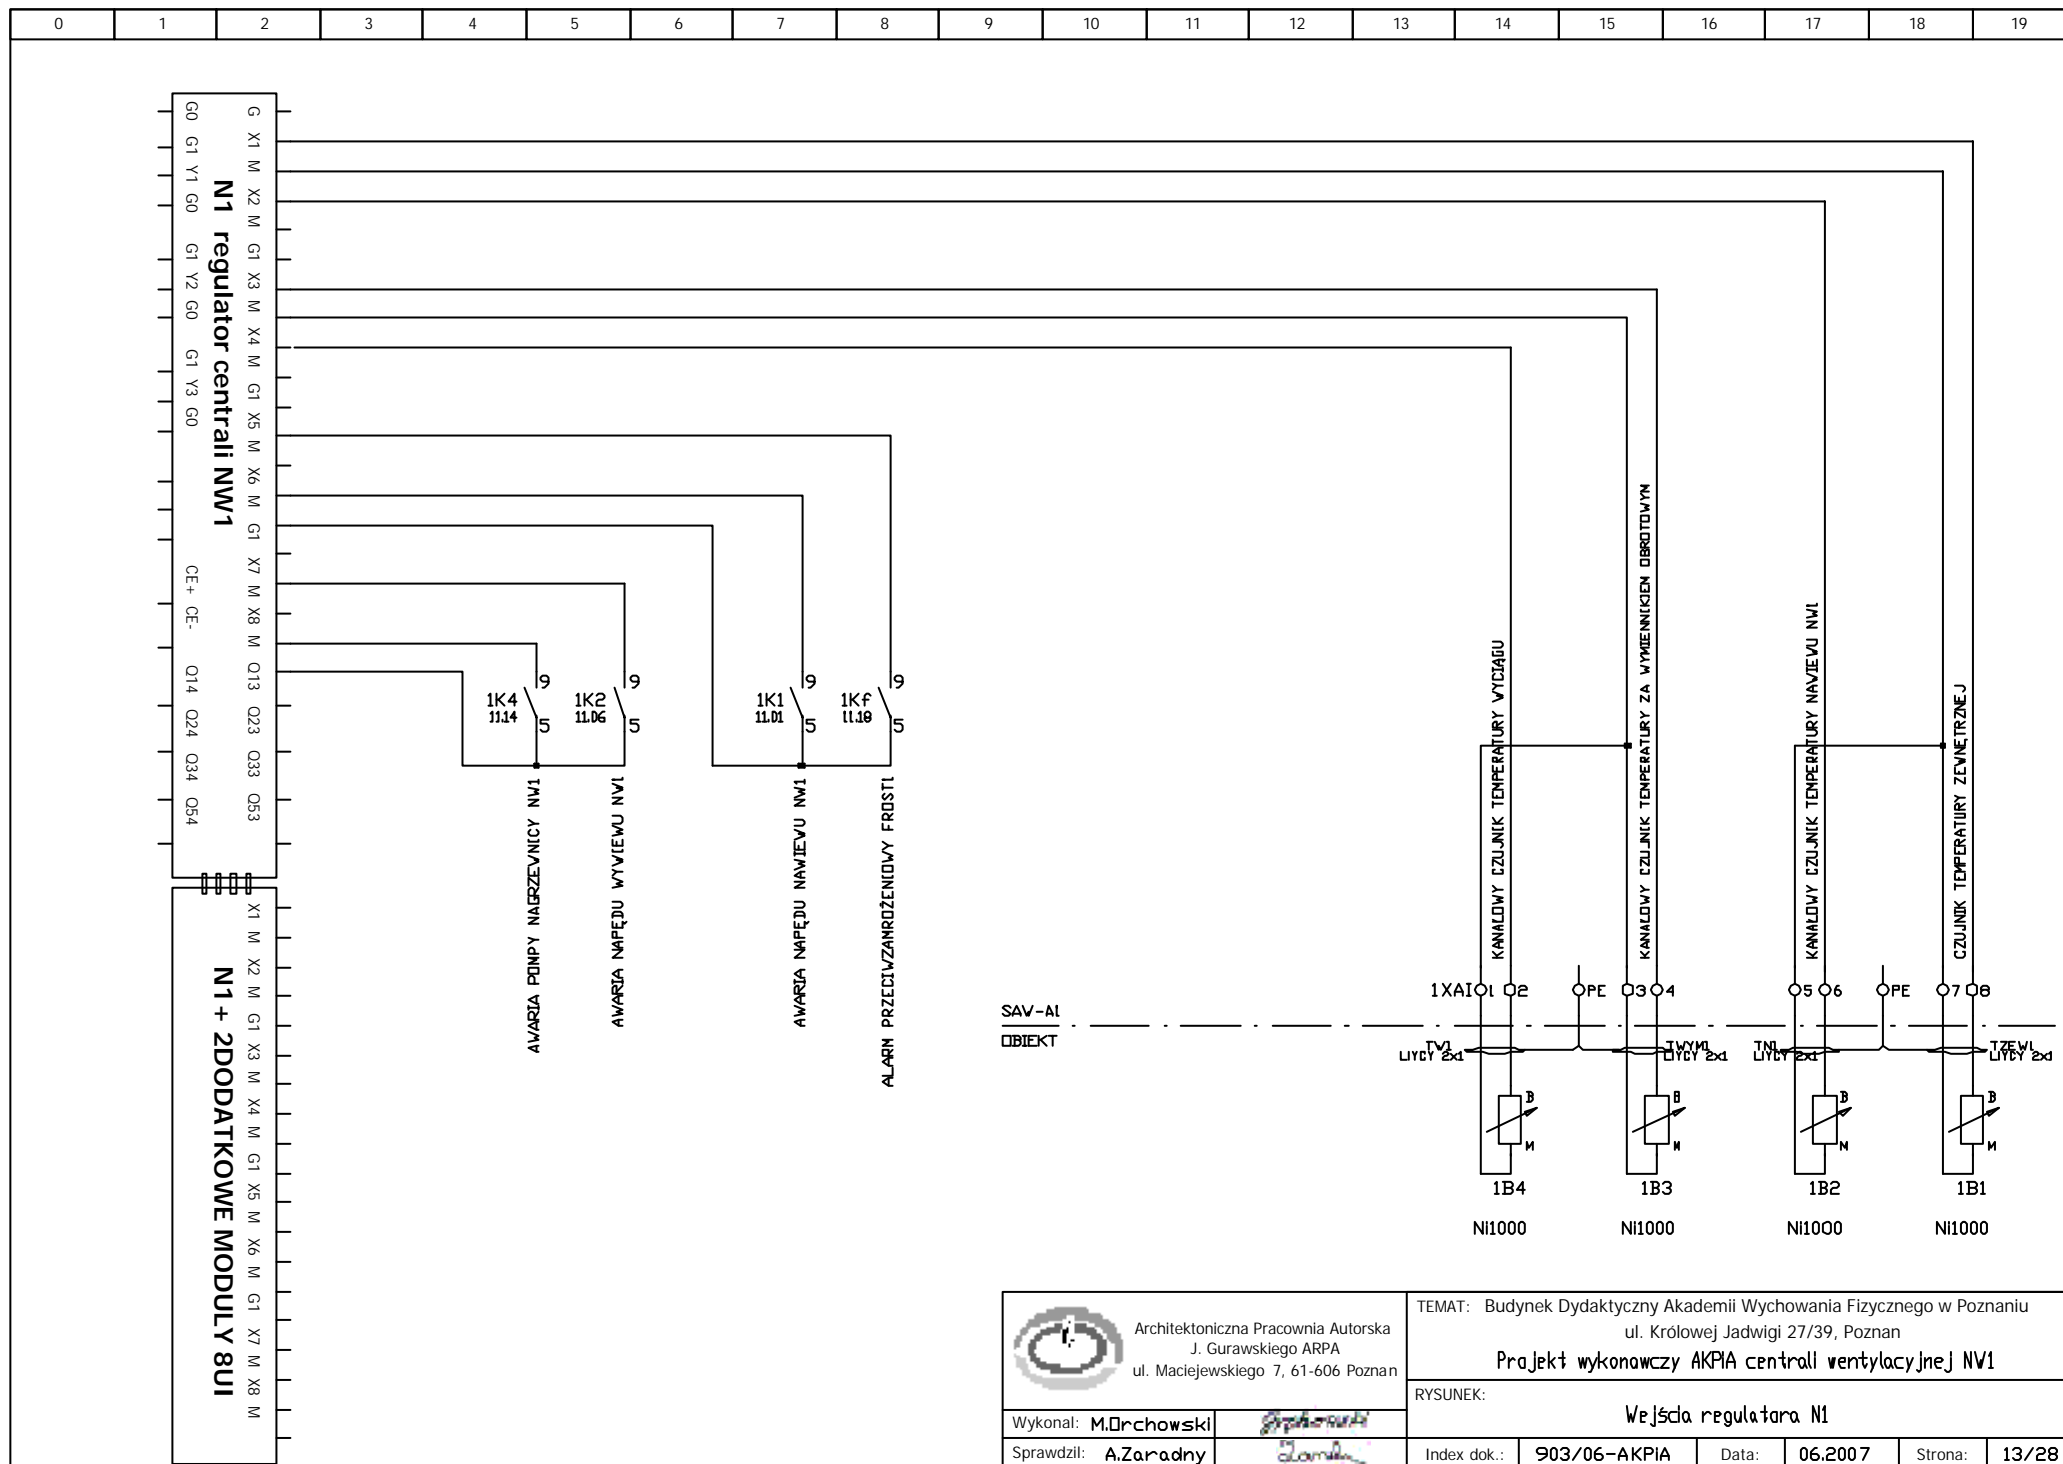 0 1 2 3 4 5 6 7 8 9 10 11 12 13 14 15 16 17 18 19
G0 G1 Y1 G0 G1 Y2 G0 G1 Y3 G0 CE+ CE- Q14 Q24 Q34 Q54
N1 regulator centrali NW1
G X1 M X2 M G1 X3 M X4 M G1 X5 M X6 M G1 X7 M X8 M Q13 Q23 Q33 Q53
N1+ 2DODATKOWE MODULY 8UI
X1 M X2 M G1 X3 M X4 M G1 X5 M X6 M G1 X7 M X8 M
1K4
11.14
9
5
1K2
11.06
9
5
1K1
11.01
9
5
1Kf
11.18
9
5
AWARIA POMPY NAGRZEWNICY NW1
AWARIA NAPĘDU WYWIEWU NW1
AWARIA NAPĘDU NAWIEWU NW1
ALARM PRZECIWZAMROŻENIOWY FROST1
KANAŁOWY CZUJNIK TEMPERATURY WYCIĄGU
KANAŁOWY CZUJNIK TEMPERATURY ZA WYMIENNIKIEM OBROTOWYM
KANAŁOWY CZUJNIK TEMPERATURY NAWIEWU NW1
CZUJNIK TEMPERATURY ZEWNĘTRZNEJ
1XAI 1 2 PE 3 4 5 6 PE 7 8
SAW-A1
OBIEKT
TW1
LIYCY 2x1
TWYM1
LIYCY 2x1
TN1
LIYCY 2x1
TZEW1
LIYCY 2x1
B B B B
M M M M
1B4 1B3 1B2 1B1
Ni1000 Ni1000 Ni1000 Ni1000
Architektoniczna Pracownia Autorska
J. Gurawskiego ARPA
ul. Maciejewskiego 7, 61-606 Poznan
TEMAT: Budynek Dydaktyczny Akademii Wychowania Fizycznego w Poznaniu
ul. Królowej Jadwigi 27/39, Poznan
Projekt wykonawczy AKPIA centrali wentylacyjnej NW1
RYSUNEK:
Wejścia regulatora N1
Wykonal: M.Orchowski
Sprawdzil: A.Zaradny
Index dok.: 903/06-AKPiA Data: 06.2007 Strona: 13/28